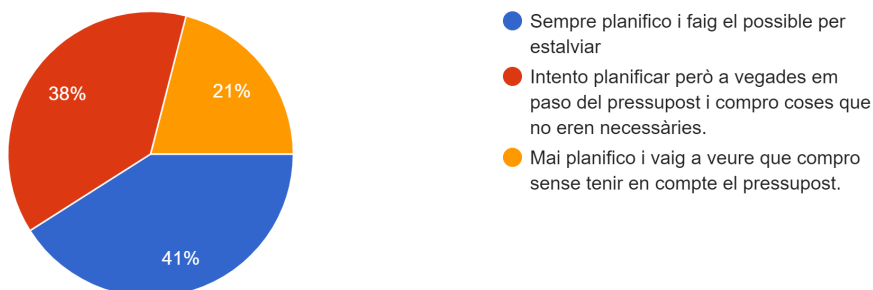 38%
21%
41%
Sempre planifico i faig el possible per
estalviar
Intento planificar però a vegades em
paso del pressupost i compro coses que
no eren necessàries.
Mai planifico i vaig a veure que compro
sense tenir en compte el pressupost.